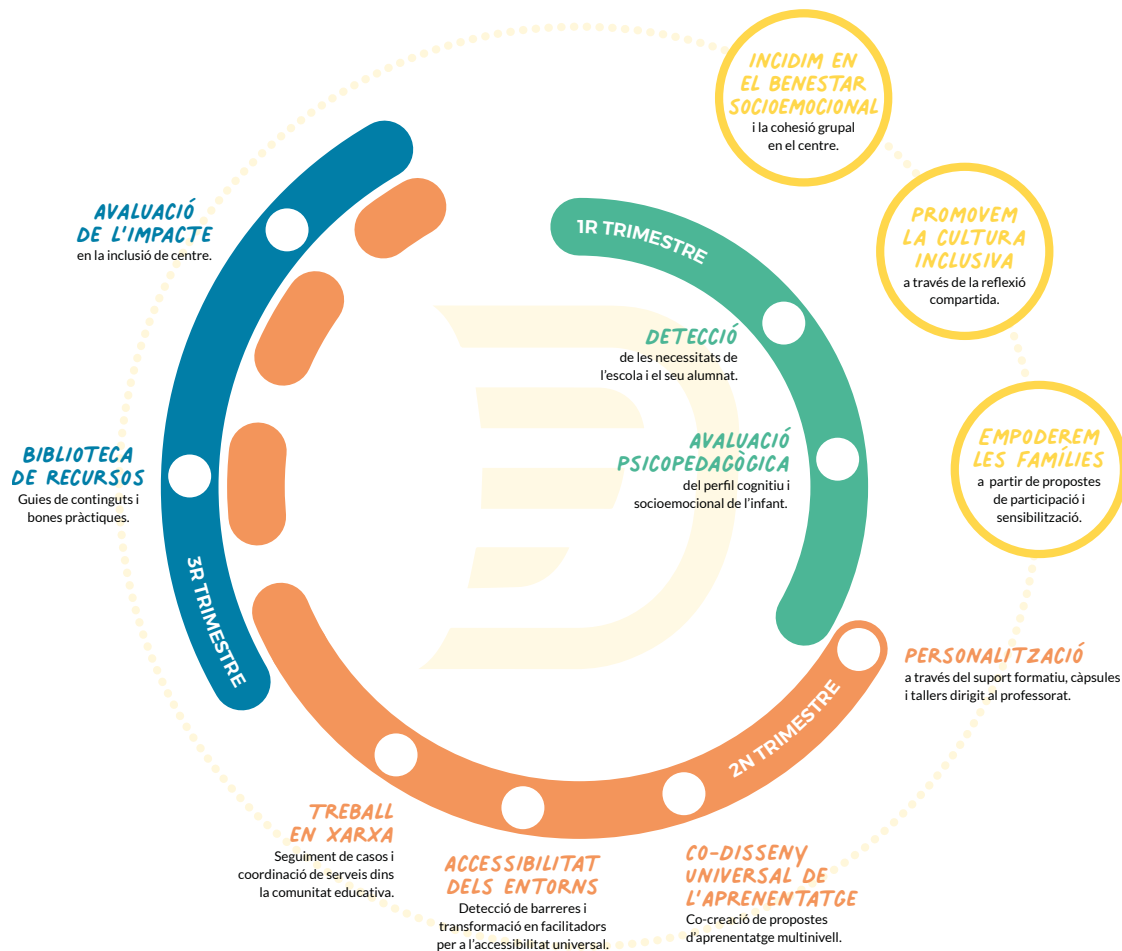 INCIDIM EN
EL BENESTAR
SOCIOEMOCIONAL
i la cohesió grupal
en el centre.
PROMOVEM
LA CULTURA
INCLUSIVA
a través de la reflexió
compartida.
EMPODEREM
LES FAMÍLIES
a partir de propostes
de participació i
sensibilització.
1R TRIMESTRE
DETECCIÓ
de les necessitats de
l'escola i el seu alumnat.
AVALUACIÓ
PSICOPEDAGÒGICA
del perfil cognitiu i
socioemocional de l'infant.
2N TRIMESTRE
PERSONALITZACIÓ
a través del suport formatiu, càpsules
i tallers dirigit al professorat.
CO-DISSENY
UNIVERSAL DE
L'APRENENTATGE
Co-creació de propostes
d'aprenentatge multinivell.
ACCESSIBILITAT
DELS ENTORNS
Detecció de barreres i
transformació en facilitadors
per a l'accessibilitat universal.
TREBALL
EN XARXA
Seguiment de casos i
coordinació de serveis dins
la comunitat educativa.
3R TRIMESTRE
BIBLIOTECA
DE RECURSOS
Guies de continguts i
bones pràctiques.
AVALUACIÓ
DE L'IMPACTE
en la inclusió de centre.